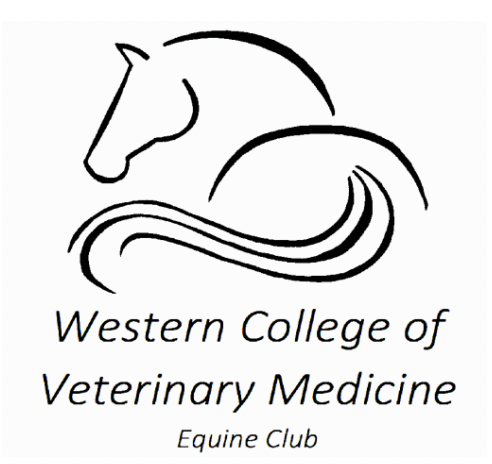 Western College of
Veterinary Medicine
Equine Club